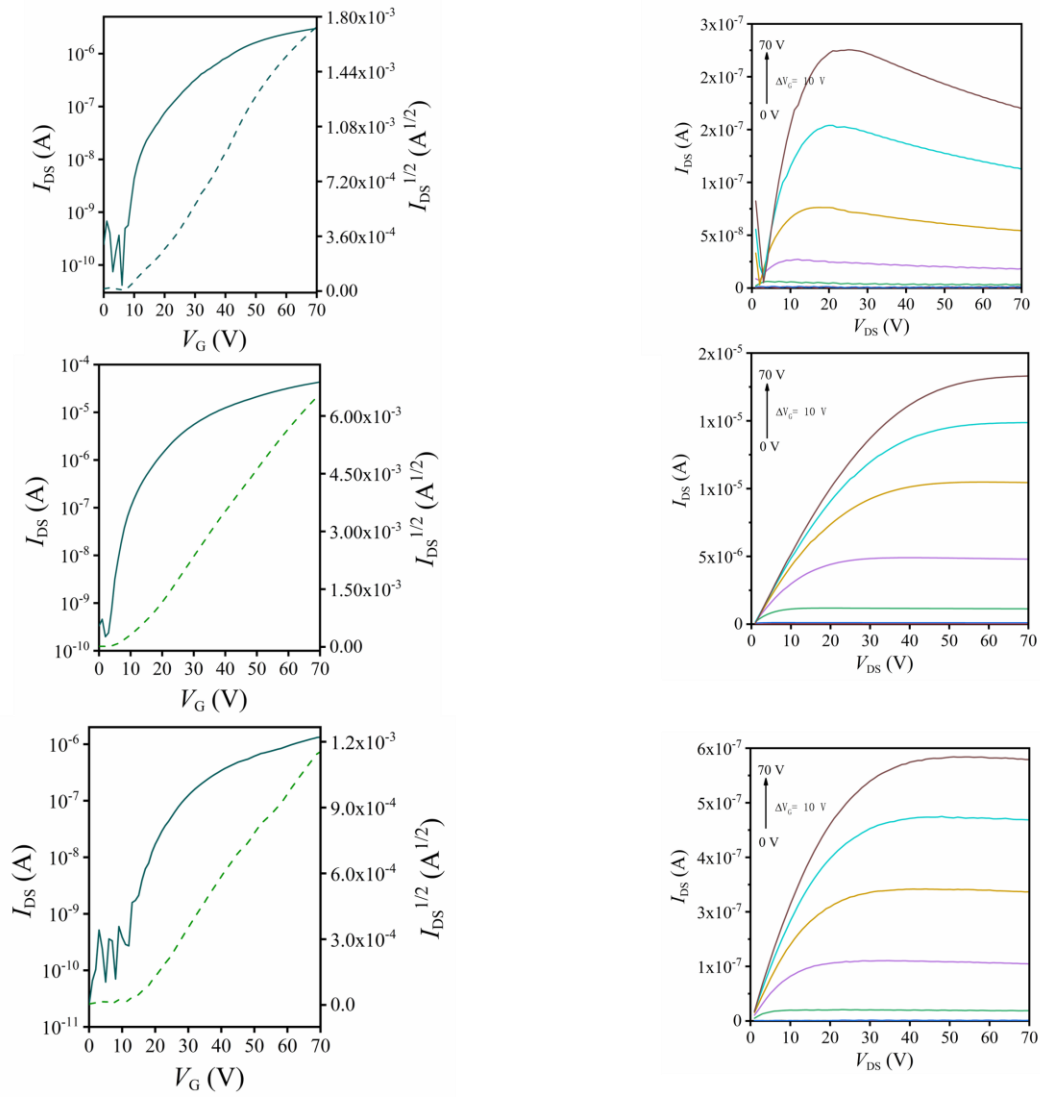 1.80x10⁻³
10⁻⁶
1.44x10⁻³
10⁻⁷
1.08x10⁻³
10⁻⁸
7.20x10⁻⁴
10⁻⁹
3.60x10⁻⁴
10⁻¹⁰
0.00
I_DS (A)
I_DS^1/2 (A^1/2)
0 10 20 30 40 50 60 70
V_G (V)
3x10⁻⁷
2x10⁻⁷
2x10⁻⁷
1x10⁻⁷
5x10⁻⁸
0
I_DS (A)
70 V
ΔV_G= 10 V
0 V
10 20 30 40 50 60 70
V_DS (V)
10⁻⁴
10⁻⁵
6.00x10⁻³
10⁻⁶
4.50x10⁻³
10⁻⁷
3.00x10⁻³
10⁻⁸
1.50x10⁻³
10⁻⁹
0.00
10⁻¹⁰
I_DS (A)
I_DS^1/2 (A^1/2)
0 10 20 30 40 50 60 70
V_G (V)
2x10⁻⁵
1x10⁻⁵
1x10⁻⁵
5x10⁻⁶
0
I_DS (A)
70 V
ΔV_G= 10 V
0 V
10 20 30 40 50 60 70
V_DS (V)
10⁻⁶
1.2x10⁻³
10⁻⁷
9.0x10⁻⁴
10⁻⁸
6.0x10⁻⁴
10⁻⁹
3.0x10⁻⁴
10⁻¹⁰
0.0
10⁻¹¹
I_DS (A)
I_DS^1/2 (A^1/2)
0 10 20 30 40 50 60 70
V_G (V)
6x10⁻⁷
5x10⁻⁷
4x10⁻⁷
3x10⁻⁷
1x10⁻⁷
0
I_DS (A)
70 V
ΔV_G= 10 V
0 V
10 20 30 40 50 60 70
V_DS (V)